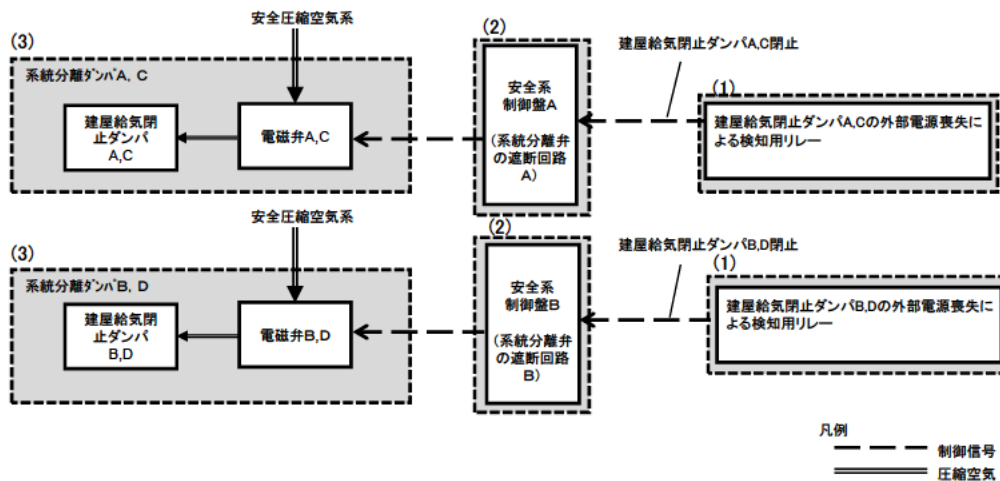 安全圧縮空気系
(3)
系統分離ダンパA, C
建屋給気閉
止ダンパ
A,C
電磁弁A,C
(2)
安全系
制御盤A
(系統分離弁
の遮断回路
A)
建屋給気閉止ダンパA,C閉止
(1)
建屋給気閉止ダンパA,Cの外部電源喪失に
よる検知用リレー
安全圧縮空気系
(3)
系統分離ダンパB, D
建屋給気閉
止ダンパ
B,D
電磁弁B,D
(2)
安全系
制御盤B
(系統分離弁
の遮断回路
B)
建屋給気閉止ダンパB,D閉止
(1)
建屋給気閉止ダンパB,Dの外部電源喪失に
よる検知用リレー
凡例
制御信号
圧縮空気